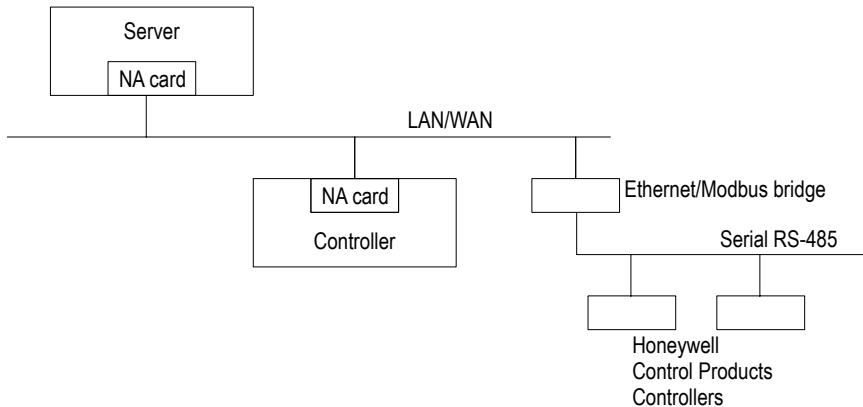 Server
NA card
LAN/WAN
NA card
Controller
Ethernet/Modbus bridge
Serial RS-485
Honeywell
Control Products
Controllers